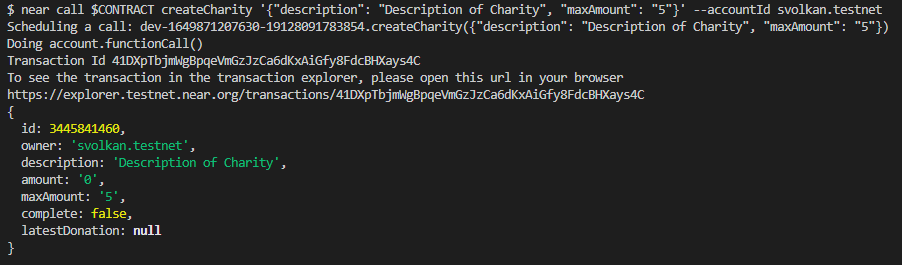 $ near call $CONTRACT createCharity '{"description": "Description of Charity", "maxAmount": "5"}' --accountId svolkan.testnet
Scheduling a call: dev-1649871207630-19128091783854.createCharity({"description": "Description of Charity", "maxAmount": "5"})
Doing account.functionCall()
Transaction Id 41DXpTbjmWgBpqeVmGzJzCa6dKxAiGfy8FdcBHXays4C
To see the transaction in the transaction explorer, please open this url in your browser
https://explorer.testnet.near.org/transactions/41DXpTbjmWgBpqeVmGzJzCa6dKxAiGfy8FdcBHXays4C
{
  id: 3445841460,
  owner: 'svolkan.testnet',
  description: 'Description of Charity',
  amount: '0',
  maxAmount: '5',
  complete: false,
  latestDonation: null
}